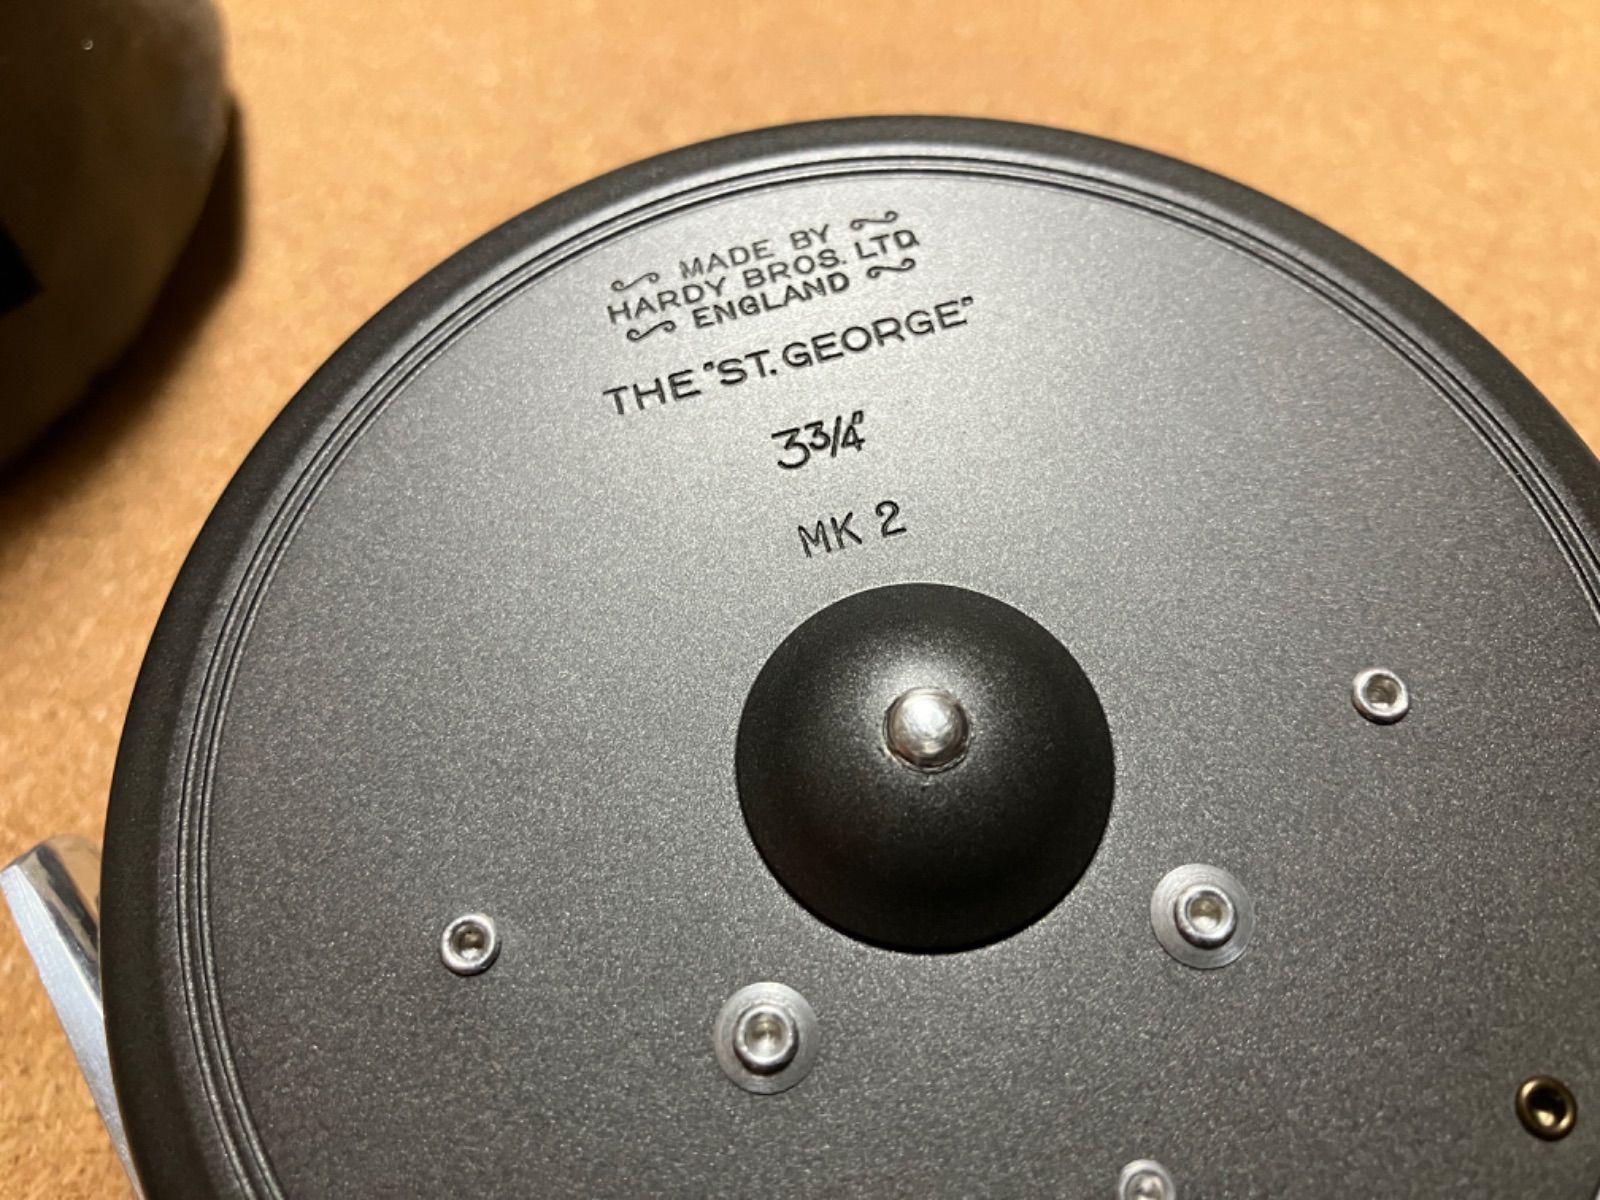 MADE BY
HARDY BROS. LTD
ENGLAND
THE "ST. GEORGE"
3 3/4"
MK 2